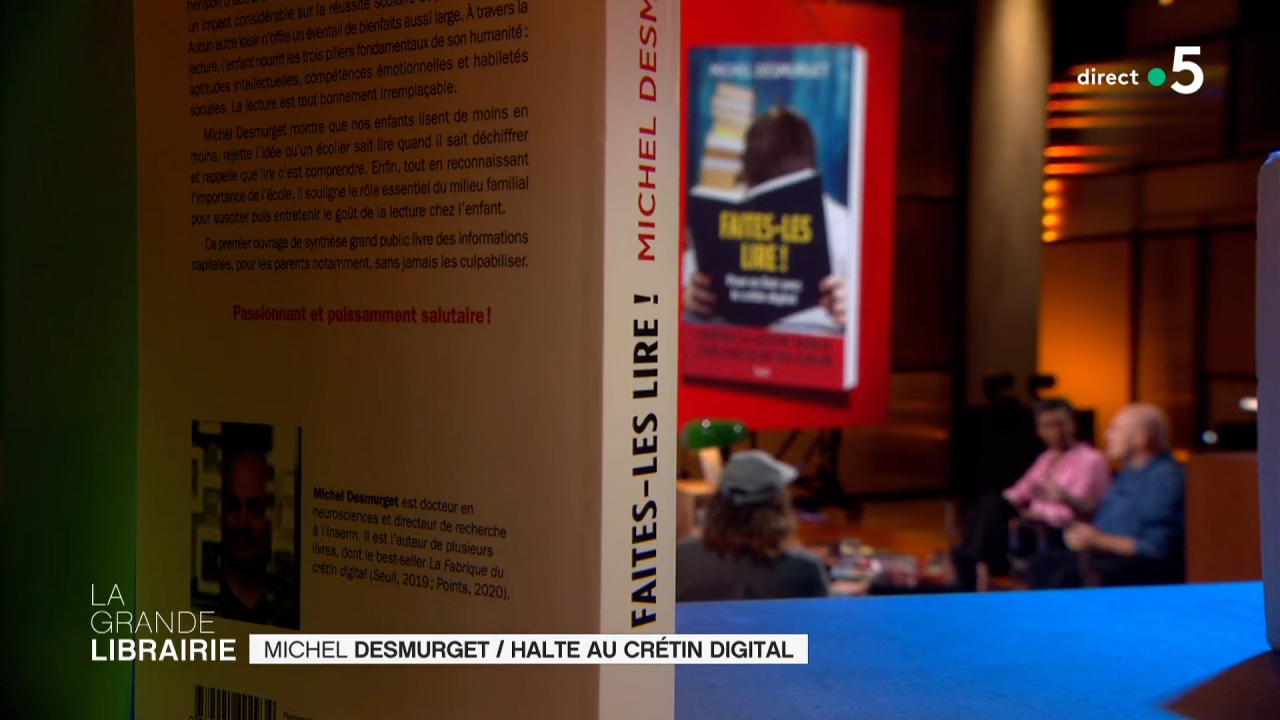 un impact considérable sur la réussite scolaire
Aucun autre loisir n'offre un éventail de bienfaits aussi large. À travers la
lecture, l'enfant nourrit les trois piliers fondamentaux de son humanité :
aptitudes intellectuelles, compétences émotionnelles et habiletés
sociales. La lecture est tout bonnement irremplaçable.
Michel Desmurget montre que nos enfants lisent de moins en
moins, rejette l'idée qu'un écolier sait lire quand il sait déchiffrer
et rappelle que lire c'est comprendre. Enfin, tout en reconnaissant
l'importance de l'école, il souligne le rôle essentiel du milieu familial
pour susciter puis entretenir le goût de la lecture chez l'enfant.
Ce premier ouvrage de synthèse grand public livre des informations
capitales, pour les parents notamment, sans jamais les culpabiliser.
Passionnant et puissamment salutaire !
Michel Desmurget est docteur en
neurosciences et directeur de recherche
à l'Inserm. Il est l'auteur de plusieurs
livres, dont le best-seller La Fabrique du
crétin digital (Seuil, 2019 ; Points, 2020).
FAITES-LES LIRE ! MICHEL DESM
MICHEL DESMURGET
FAITES-LES
LIRE !
Pour en finir avec
le crétin digital
direct 5
LA
GRANDE
LIBRAIRIE
MICHEL DESMURGET / HALTE AU CRÉTIN DIGITAL